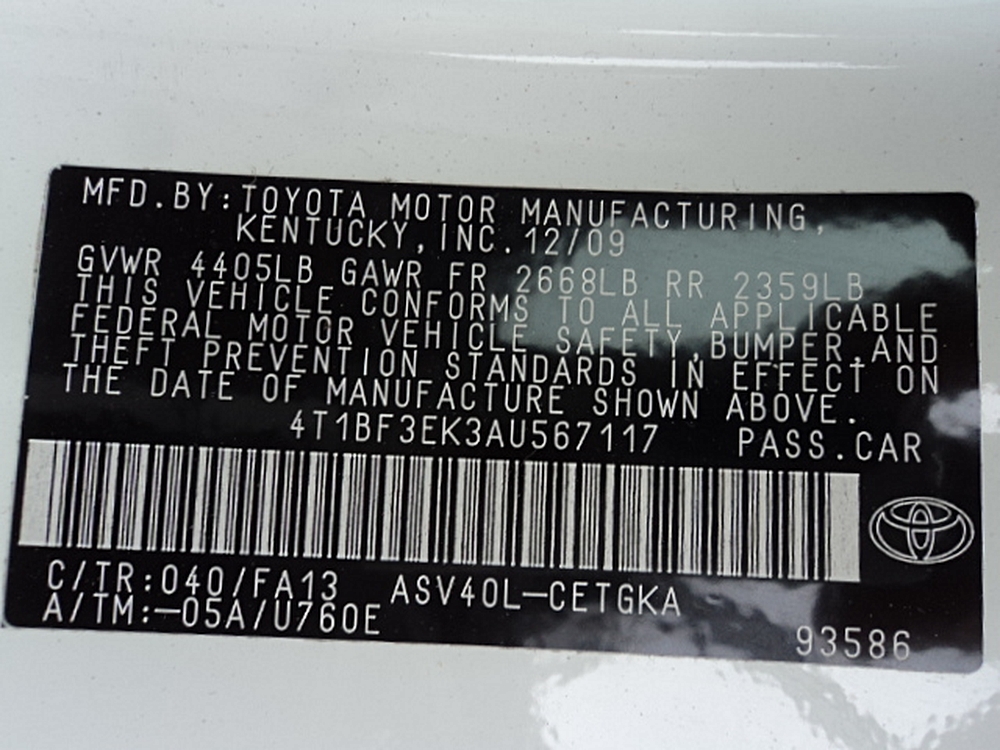 MFD.BY:TOYOTA MOTOR MANUFACTURING,
KENTUCKY,INC.12/09
GVWR 4405LB GAWR FR 2668LB RR 2359LB
THIS VEHICLE CONFORMS TO ALL APPLICABLE
FEDERAL MOTOR VEHICLE SAFETY,BUMPER,AND
THEFT PREVENTION STANDARDS IN EFFECT ON
THE DATE OF MANUFACTURE SHOWN ABOVE.
4T1BF3EK3AU567117 PASS.CAR
C/TR:040/FA13 ASV40L-CETGKA
A/TM:-05A/U760E
93586